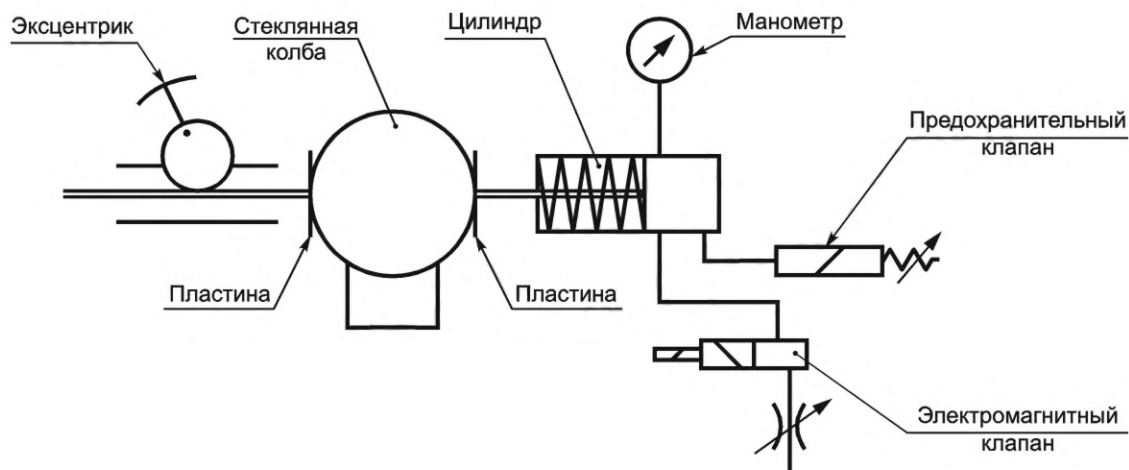 Эксцентрик
Стеклянная
колба
Цилиндр
Манометр
Предохранительный
клапан
Пластина
Пластина
Электромагнитный
клапан